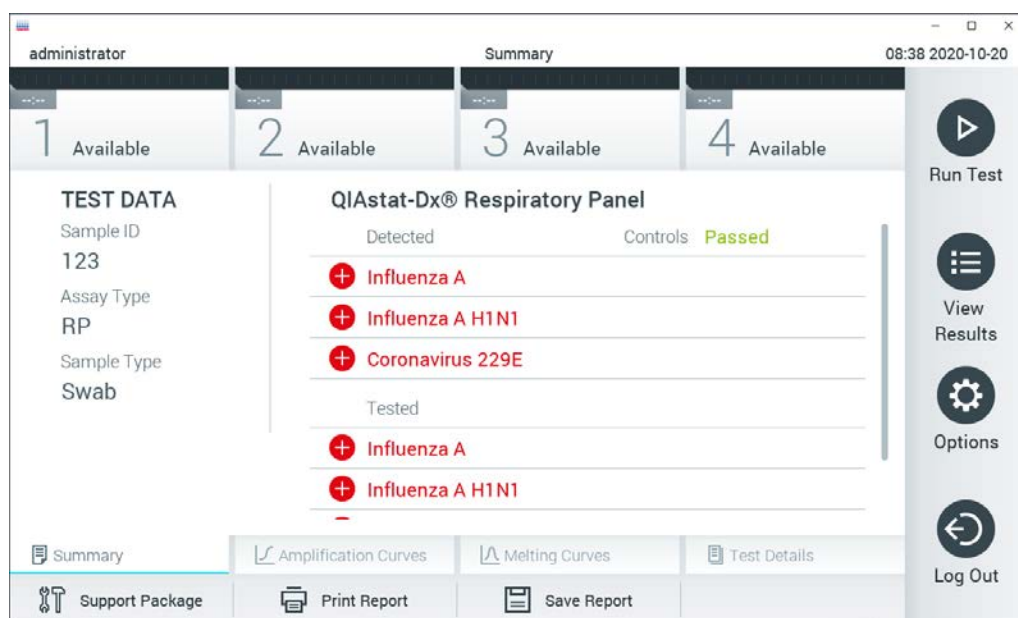 administrator Summary 08:38 2020-10-20
--:-- --:-- --:-- --:--
1 Available 2 Available 3 Available 4 Available
Run Test
TEST DATA
Sample ID
123
Assay Type
RP
Sample Type
Swab
QIAstat-Dx® Respiratory Panel
Detected Controls Passed
Influenza A
Influenza A H1N1
Coronavirus 229E
Tested
Influenza A
Influenza A H1N1
View
Results
Options
Log Out
Summary Amplification Curves Melting Curves Test Details
Support Package Print Report Save Report